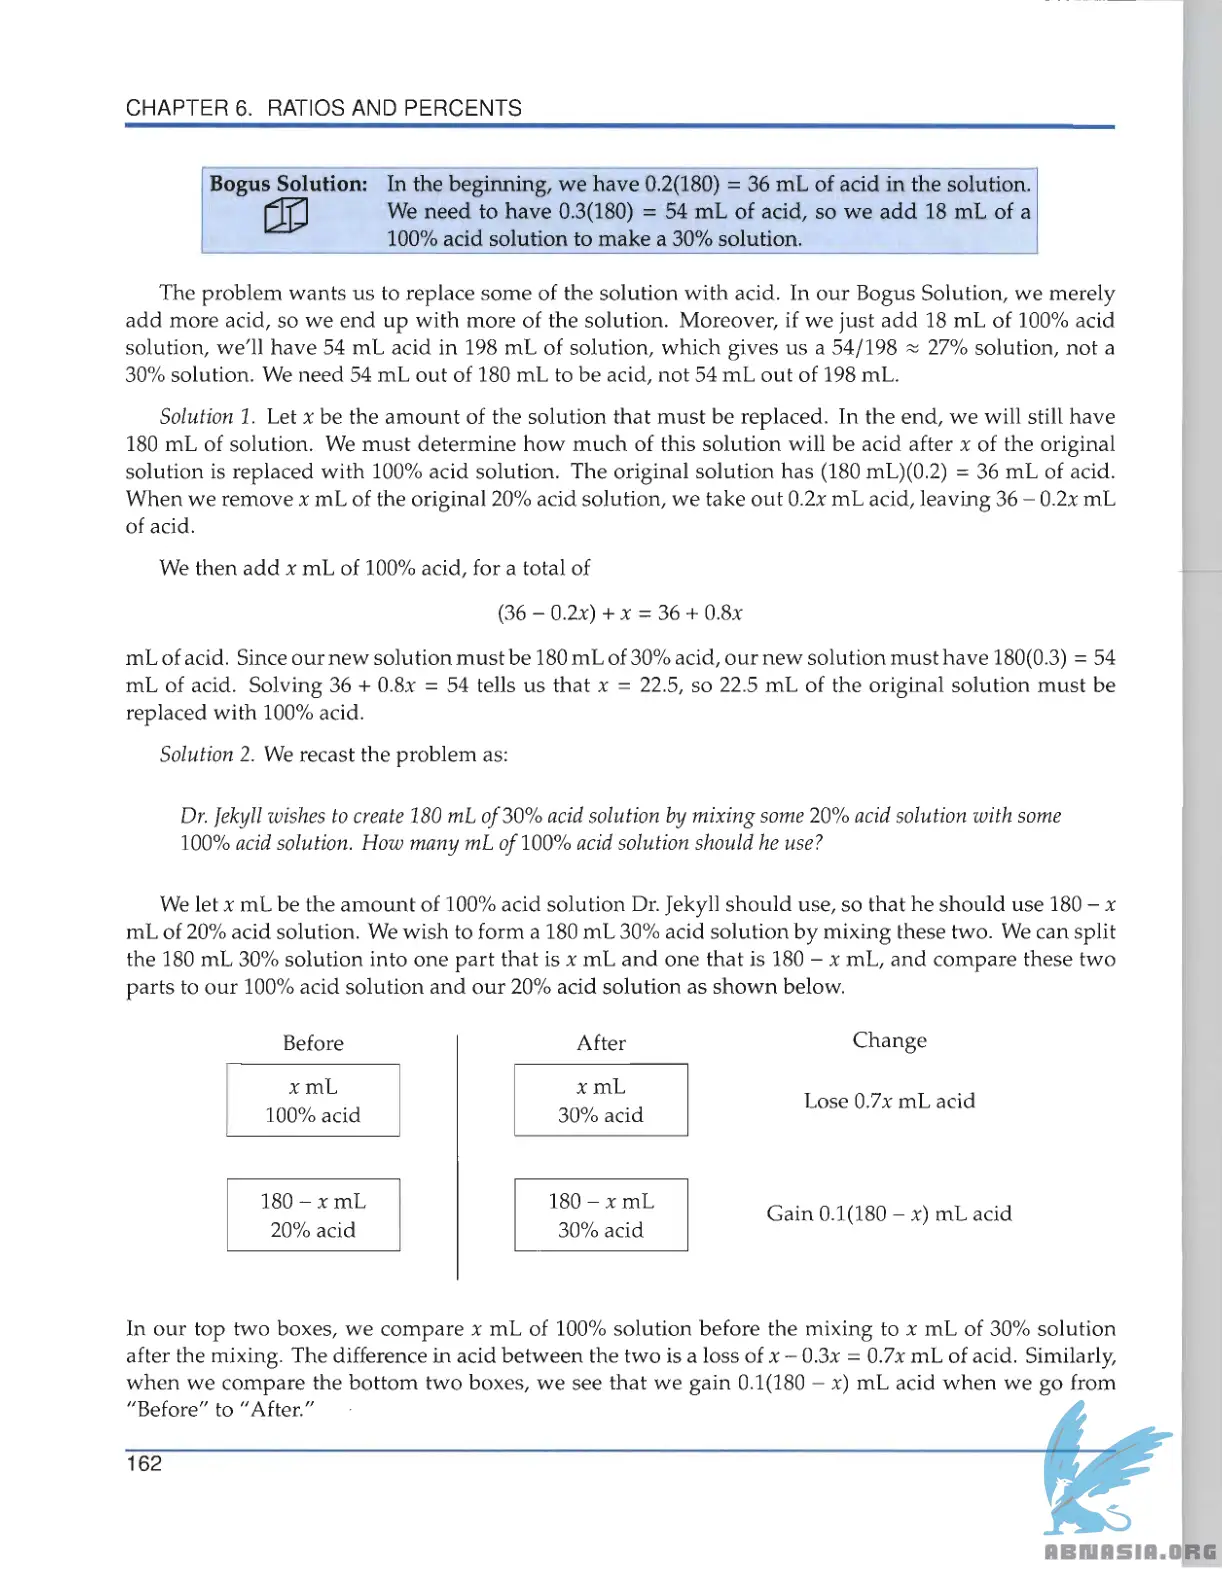 CHAPTER 6. RATIOS AND PERCENTS
Bogus Solution: In the beginning, we have 0.2(180) = 36 mL of acid in the solution.
We need to have 0.3(180) = 54 mL of acid, so we add 18 mL of a
100% acid solution to make a 30% solution.
The problem wants us to replace some of the solution with acid. In our Bogus Solution, we merely
add more acid, so we end up with more of the solution. Moreover, if we just add 18 mL of 100% acid
solution, we'll have 54 mL acid in 198 mL of solution, which gives us a 54/198 ≈ 27% solution, not a
30% solution. We need 54 mL out of 180 mL to be acid, not 54 mL out of 198 mL.
Solution 1. Let x be the amount of the solution that must be replaced. In the end, we will still have
180 mL of solution. We must determine how much of this solution will be acid after x of the original
solution is replaced with 100% acid solution. The original solution has (180 mL)(0.2) = 36 mL of acid.
When we remove x mL of the original 20% acid solution, we take out 0.2x mL acid, leaving 36 – 0.2x mL
of acid.
We then add x mL of 100% acid, for a total of
(36 – 0.2x) + x = 36 + 0.8x
mL of acid. Since our new solution must be 180 mL of 30% acid, our new solution must have 180(0.3) = 54
mL of acid. Solving 36 + 0.8x = 54 tells us that x = 22.5, so 22.5 mL of the original solution must be
replaced with 100% acid.
Solution 2. We recast the problem as:
Dr. Jekyll wishes to create 180 mL of 30% acid solution by mixing some 20% acid solution with some
100% acid solution. How many mL of 100% acid solution should he use?
We let x mL be the amount of 100% acid solution Dr. Jekyll should use, so that he should use 180 – x
mL of 20% acid solution. We wish to form a 180 mL 30% acid solution by mixing these two. We can split
the 180 mL 30% solution into one part that is x mL and one that is 180 – x mL, and compare these two
parts to our 100% acid solution and our 20% acid solution as shown below.
Before After Change
x mL x mL
100% acid 30% acid Lose 0.7x mL acid
180 – x mL 180 – x mL
20% acid 30% acid Gain 0.1(180 – x) mL acid
In our top two boxes, we compare x mL of 100% solution before the mixing to x mL of 30% solution
after the mixing. The difference in acid between the two is a loss of x – 0.3x = 0.7x mL of acid. Similarly,
when we compare the bottom two boxes, we see that we gain 0.1(180 – x) mL acid when we go from
"Before" to "After."
162
ABNASIA.ORG